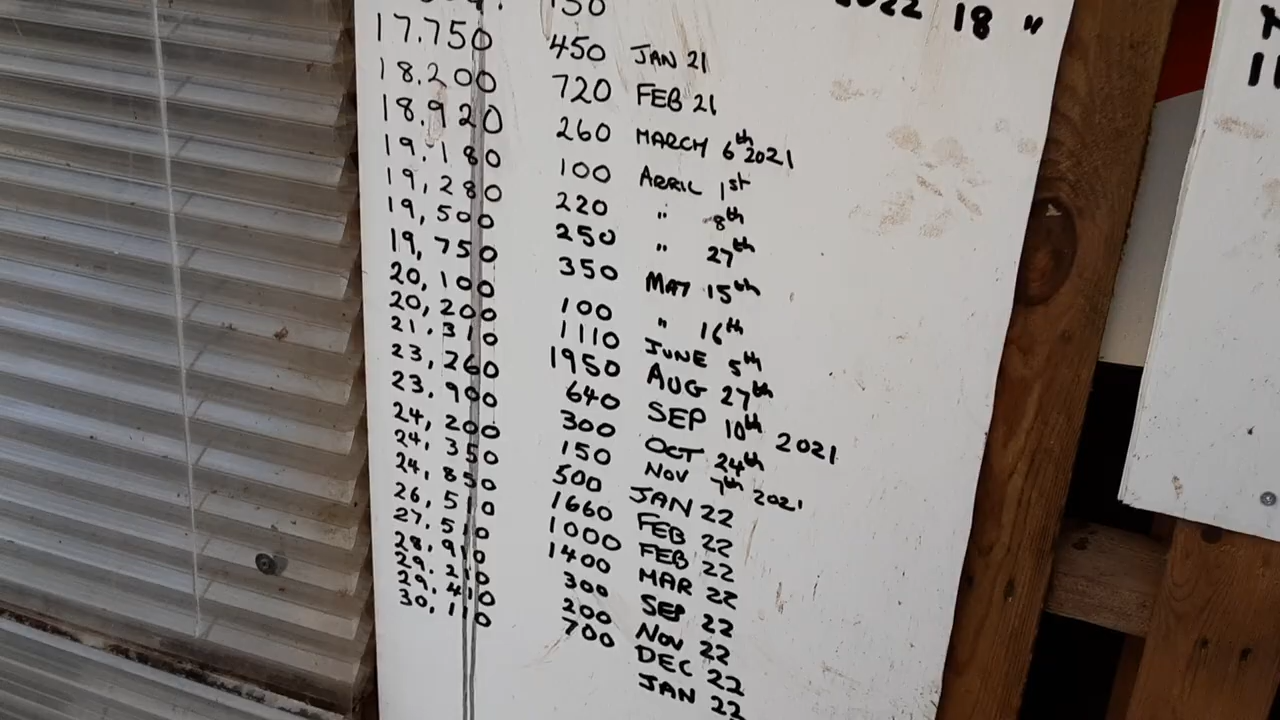 2022 18 "
17.750 150 JAN 21
18.200 450 FEB 21
18.920 720 MARCH 6th 2021
19.180 260 APRIL 1st
19,280 100 " 8th
19,500 220 " 27th
19,750 250 MAY 15th
20,100 350 " 16th
20,200 100 JUNE 5th
21.310 1110 AUG 27th
23,260 1950 SEP 10th 2021
23.900 640 OCT 24th
24,200 300 NOV 7th 2021
24,350 150 JAN 22
24,850 500 FEB 22
26,510 1660 FEB 22
27.510 1000 MAR 22
28.910 1400 SEP 22
29.210 300 NOV 22
29.410 200 DEC 22
30,110 700 JAN 22